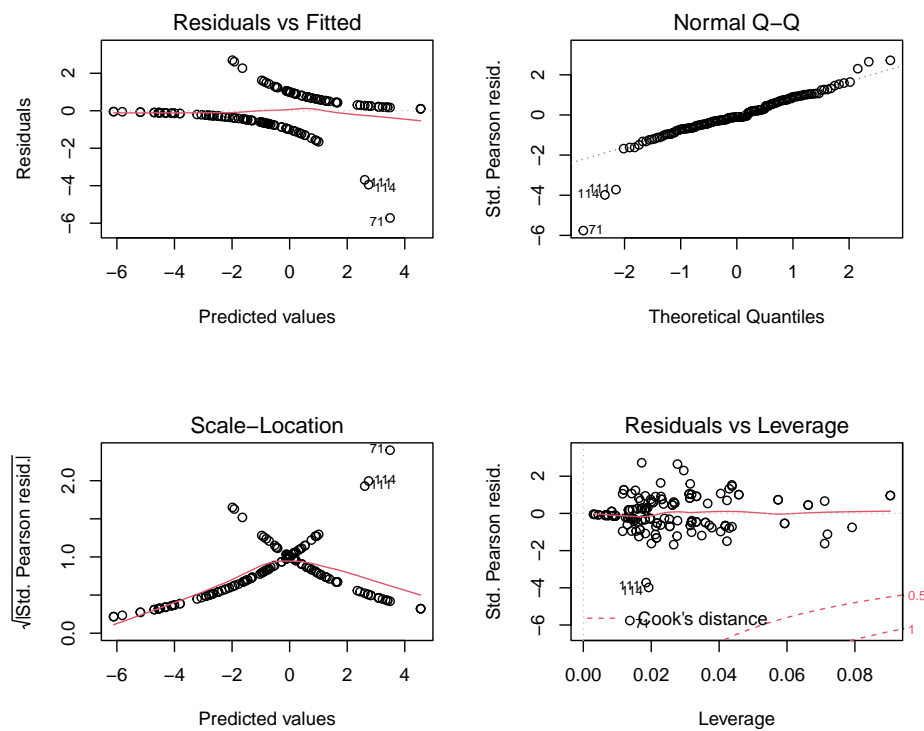 Residuals vs Fitted
Residuals
2
0
−2
−4
−6
111
114
71
−6 −4 −2 0 2 4
Predicted values
Normal Q−Q
Std. Pearson resid.
2
0
−2
−4
−6
111
114
71
−2 −1 0 1 2
Theoretical Quantiles
Scale−Location
√|Std. Pearson resid.|
2.0
1.0
0.0
71
114
111
−6 −4 −2 0 2 4
Predicted values
Residuals vs Leverage
Std. Pearson resid.
2
0
−2
−4
−6
111
114
71
Cook's distance
0.5
1
0.00 0.02 0.04 0.06 0.08
Leverage